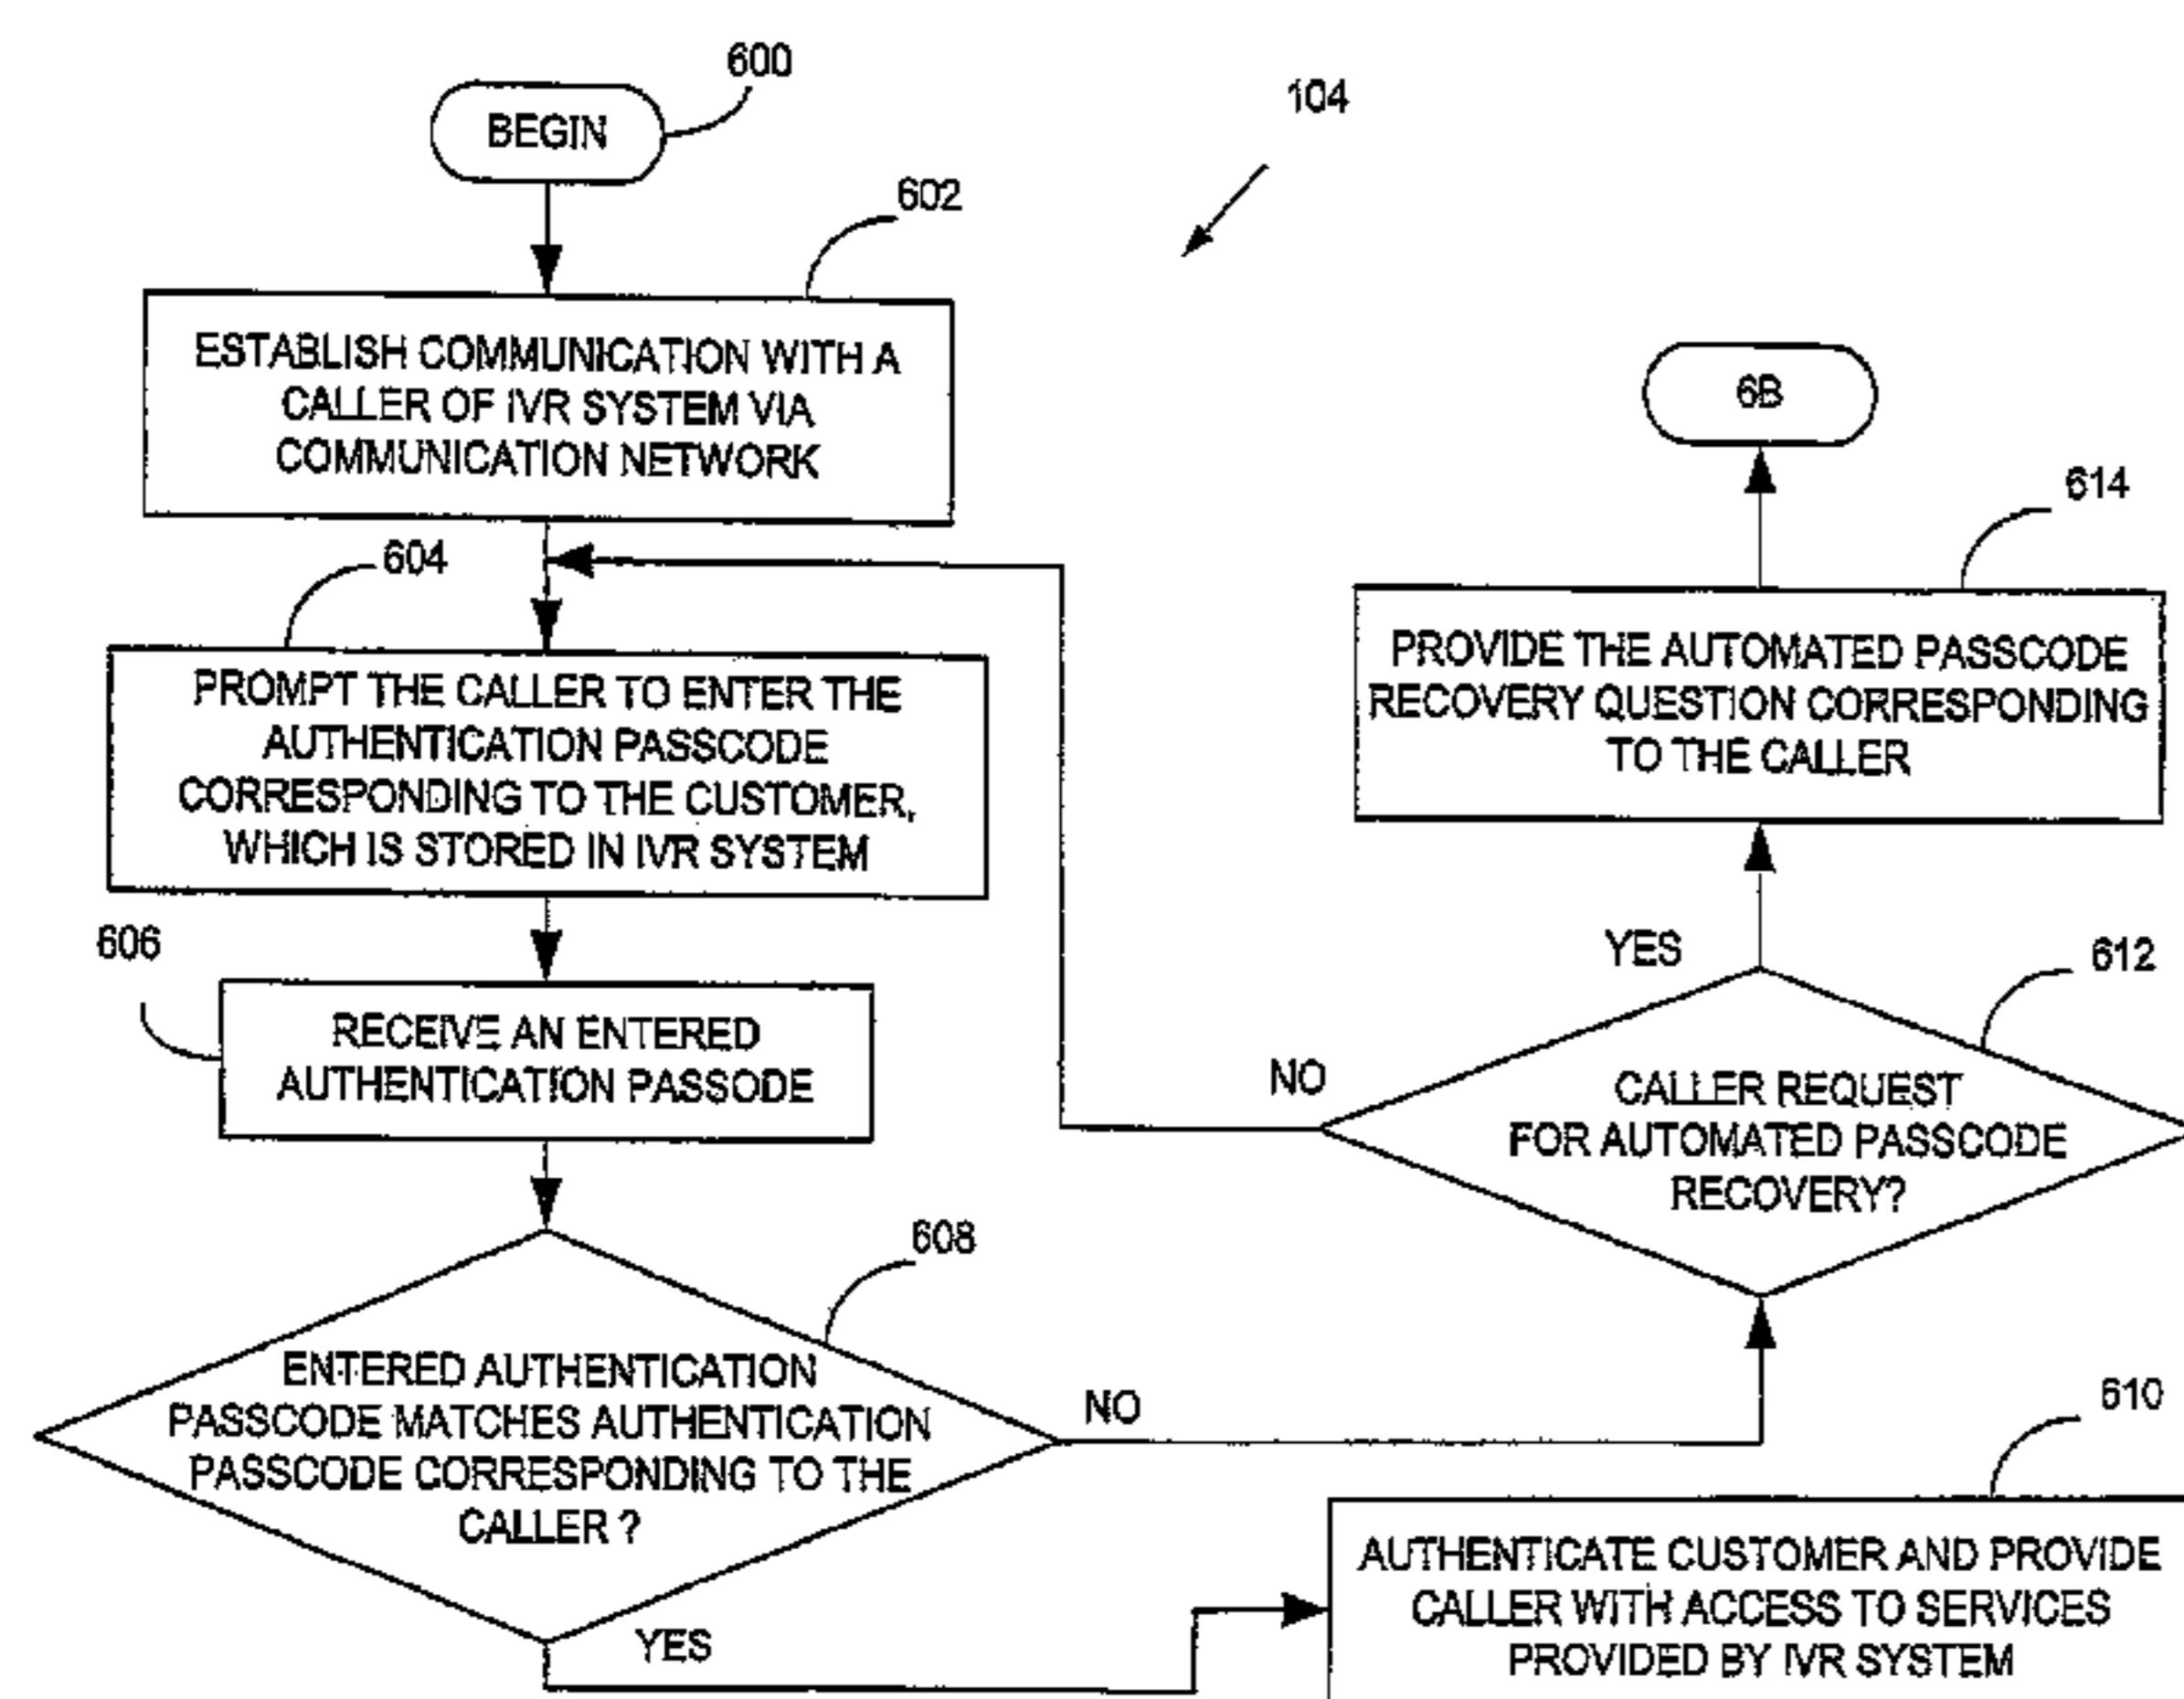 600
BEGIN
104
602
ESTABLISH COMMUNICATION WITH A
CALLER OF IVR SYSTEM VIA
COMMUNICATION NETWORK
604
PROMPT THE CALLER TO ENTER THE
AUTHENTICATION PASSCODE
CORRESPONDING TO THE CUSTOMER,
WHICH IS STORED IN IVR SYSTEM
606
RECEIVE AN ENTERED
AUTHENTICATION PASSODE
608
ENTERED AUTHENTICATION
PASSCODE MATCHES AUTHENTICATION
PASSCODE CORRESPONDING TO THE
CALLER ?
NO
YES
610
AUTHENTICATE CUSTOMER AND PROVIDE
CALLER WITH ACCESS TO SERVICES
PROVIDED BY IVR SYSTEM
612
CALLER REQUEST
FOR AUTOMATED PASSCODE
RECOVERY?
NO
YES
614
PROVIDE THE AUTOMATED PASSCODE
RECOVERY QUESTION CORRESPONDING
TO THE CALLER
6B